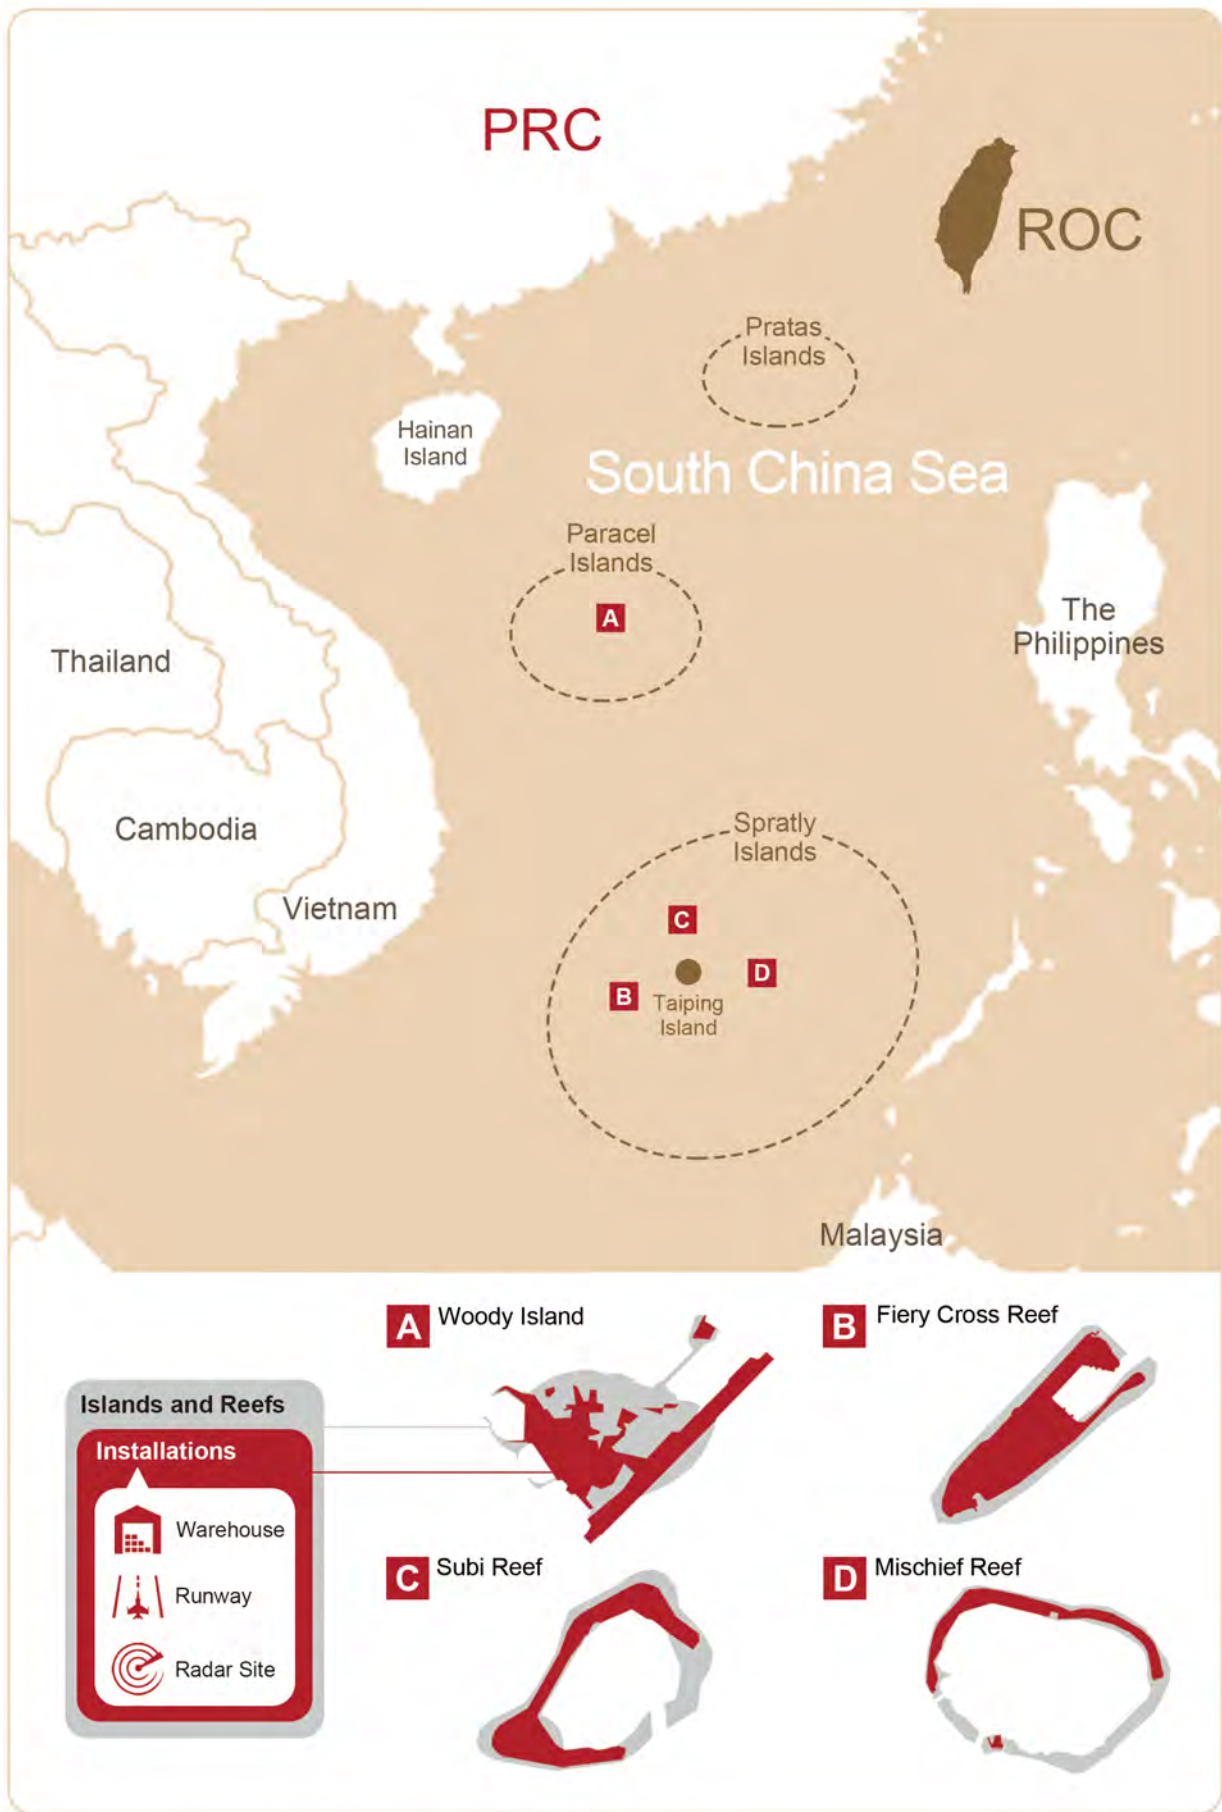 PRC
ROC
Pratas
Islands
Hainan
Island
South China Sea
Paracel
Islands
A
The
Philippines
Thailand
Cambodia
Spratly
Islands
Vietnam
C
D
B
Taiping
Island
Malaysia
A Woody Island
B Fiery Cross Reef
Islands and Reefs
Installations
Warehouse
Runway
Radar Site
C Subi Reef
D Mischief Reef